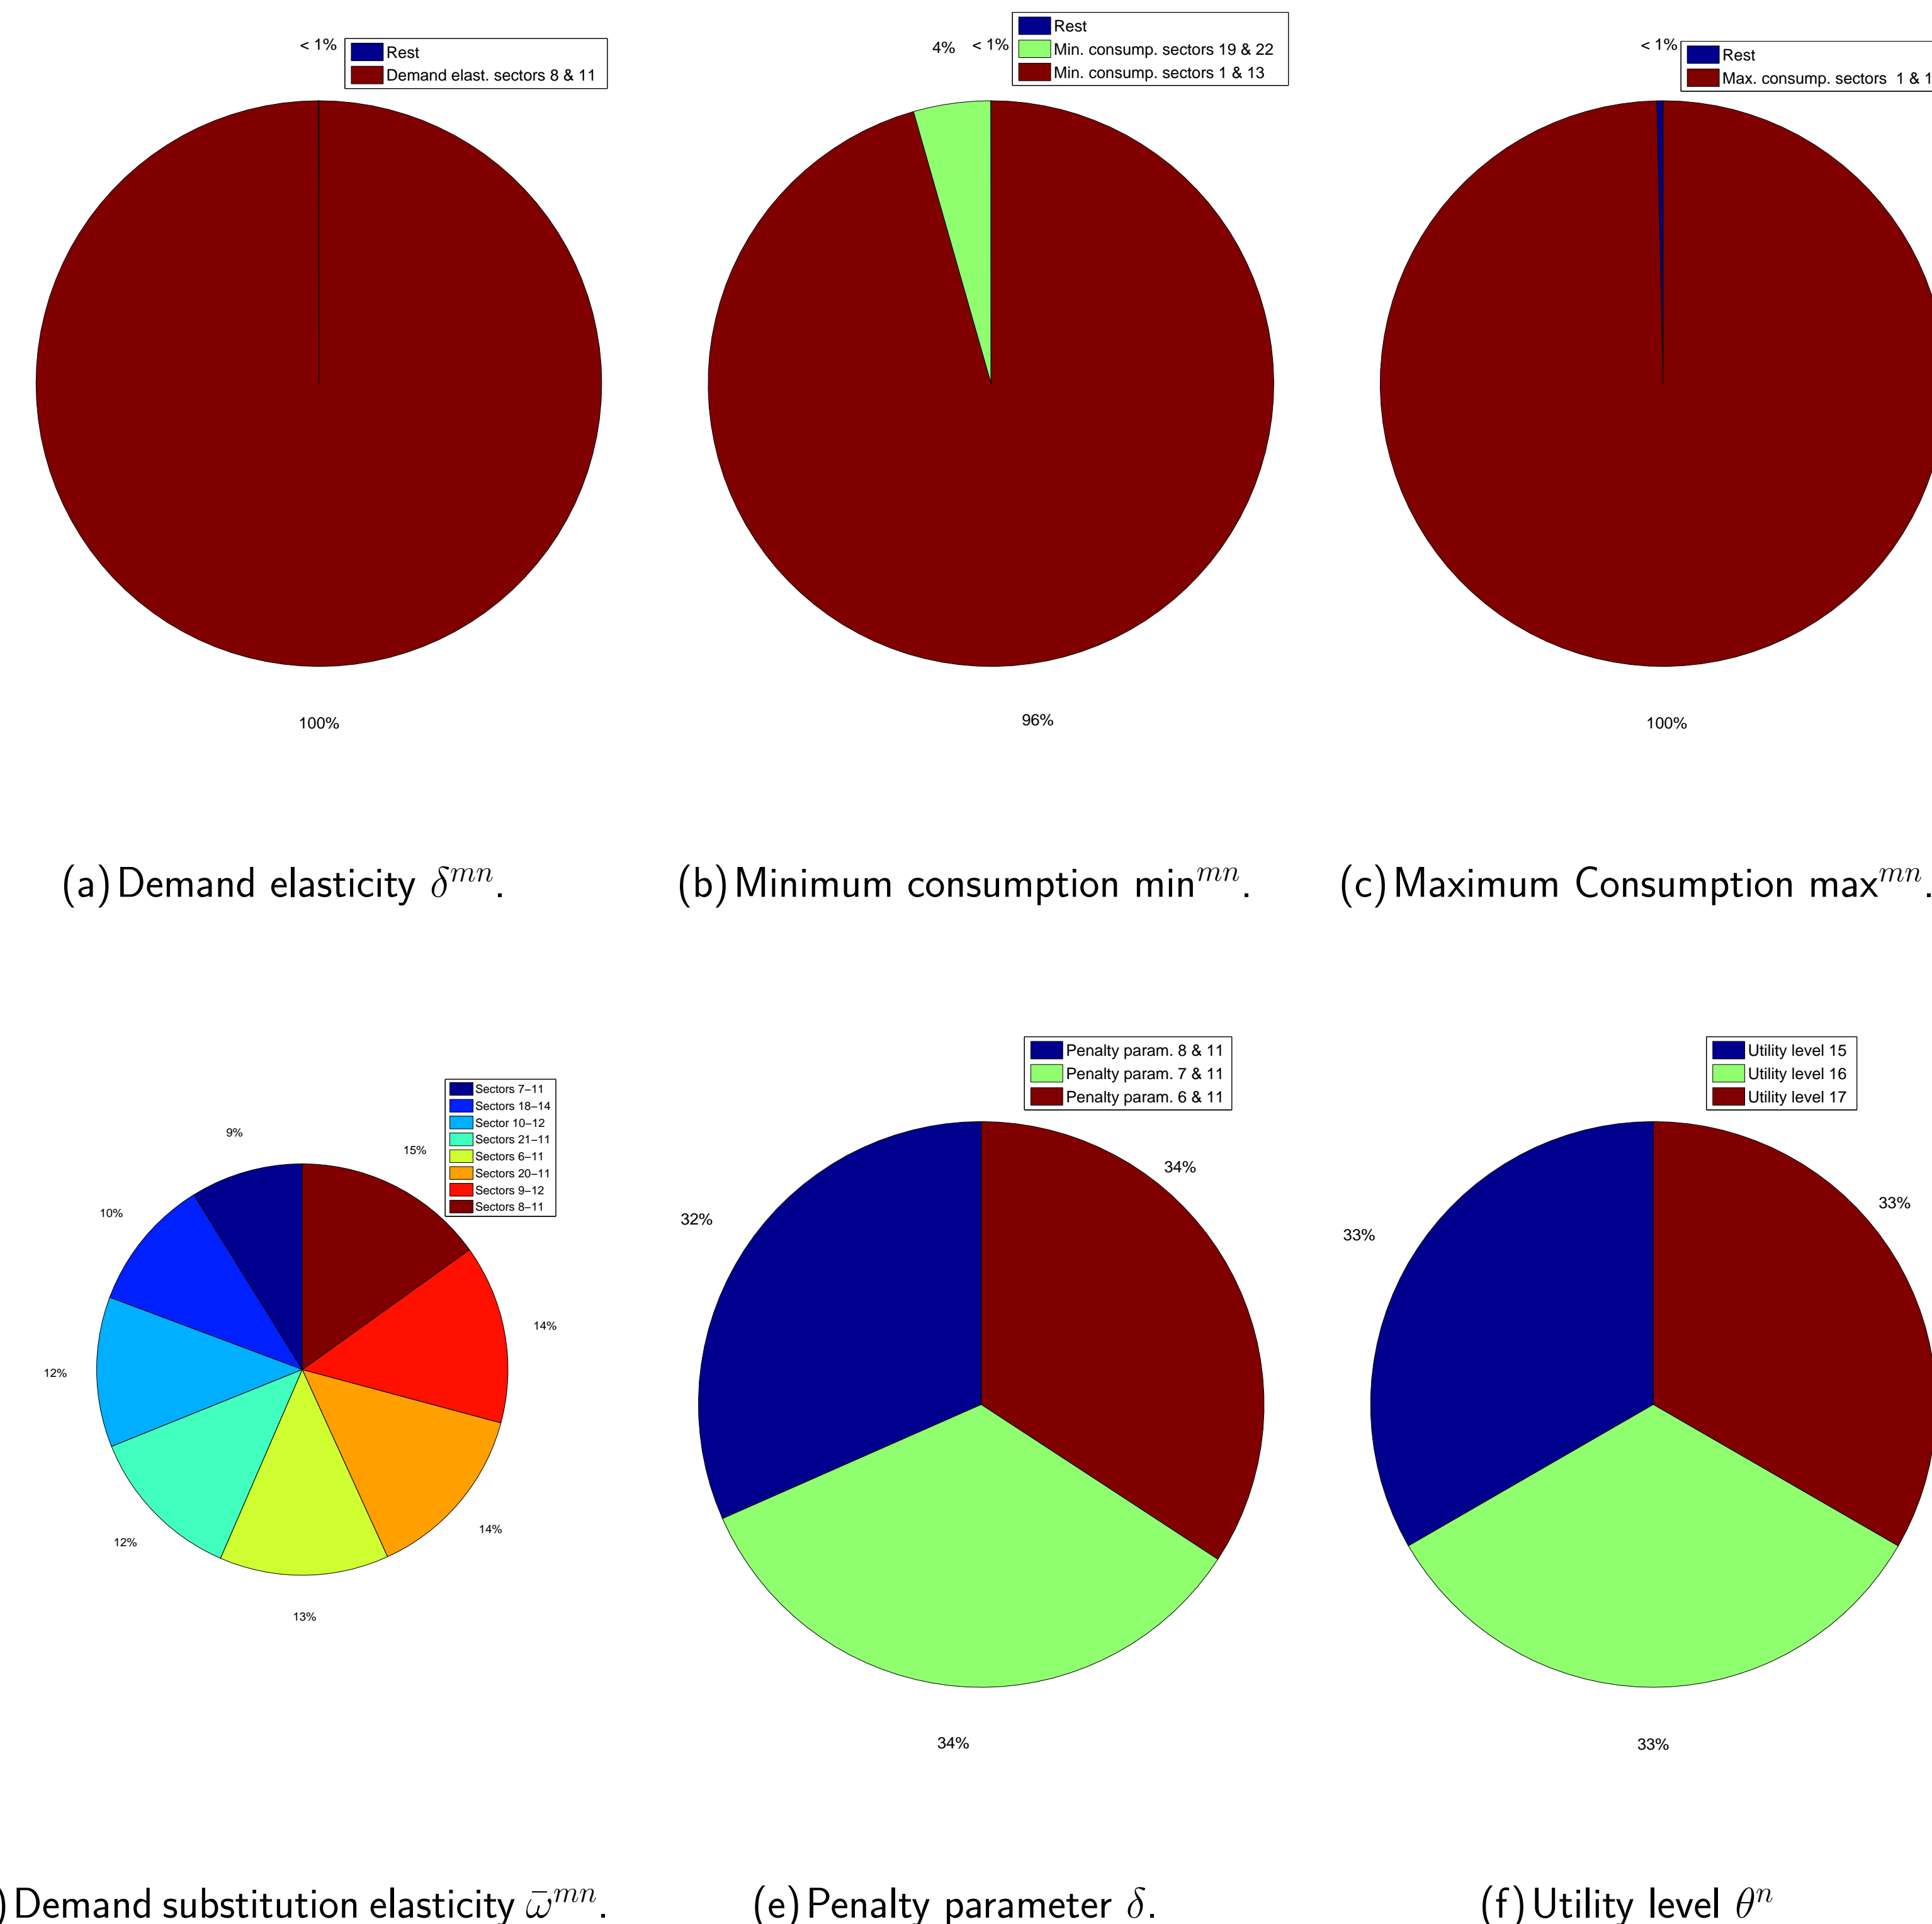 < 1%
Rest
Demand elast. sectors 8 & 11
100%
(a) Demand elasticity δ^{mn}.
4% < 1%
Rest
Min. consump. sectors 19 & 22
Min. consump. sectors 1 & 13
96%
(b) Minimum consumption min^{mn}.
< 1%
Rest
Max. consump. sectors 1 & 1
100%
(c) Maximum Consumption max^{mn}.
Sectors 7–11
Sectors 18–14
Sector 10–12
Sectors 21–11
Sectors 6–11
Sectors 20–11
Sectors 9–12
Sectors 8–11
9%
15%
10%
14%
12%
14%
12%
13%
) Demand substitution elasticity ω̄^{mn}.
Penalty param. 8 & 11
Penalty param. 7 & 11
Penalty param. 6 & 11
34%
32%
34%
(e) Penalty parameter δ.
Utility level 15
Utility level 16
Utility level 17
33%
33%
33%
(f) Utility level θ^n